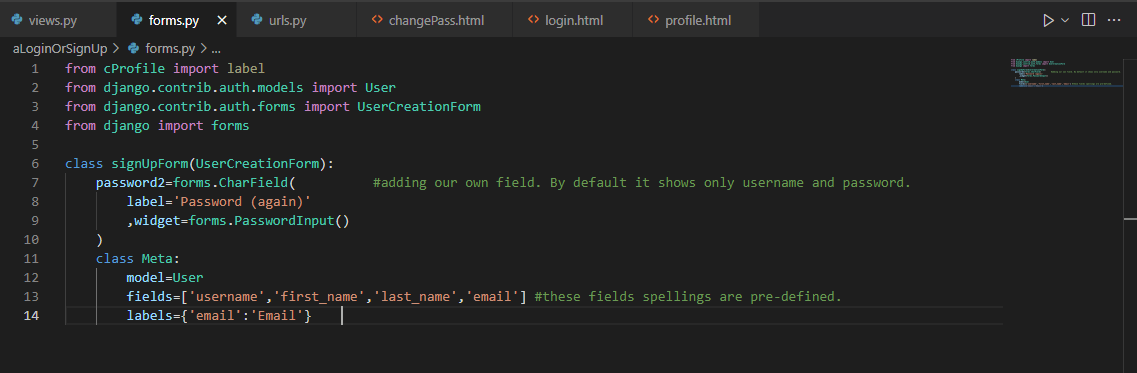 views.py forms.py urls.py changePass.html login.html profile.html
aLoginOrSignUp > forms.py > ...
1 from cProfile import label
2 from django.contrib.auth.models import User
3 from django.contrib.auth.forms import UserCreationForm
4 from django import forms
5
6 class signUpForm(UserCreationForm):
7     password2=forms.CharField(          #adding our own field. By default it shows only username and password.
8         label='Password (again)'
9         ,widget=forms.PasswordInput()
10     )
11     class Meta:
12         model=User
13         fields=['username','first_name','last_name','email'] #these fields spellings are pre-defined.
14         labels={'email':'Email'}